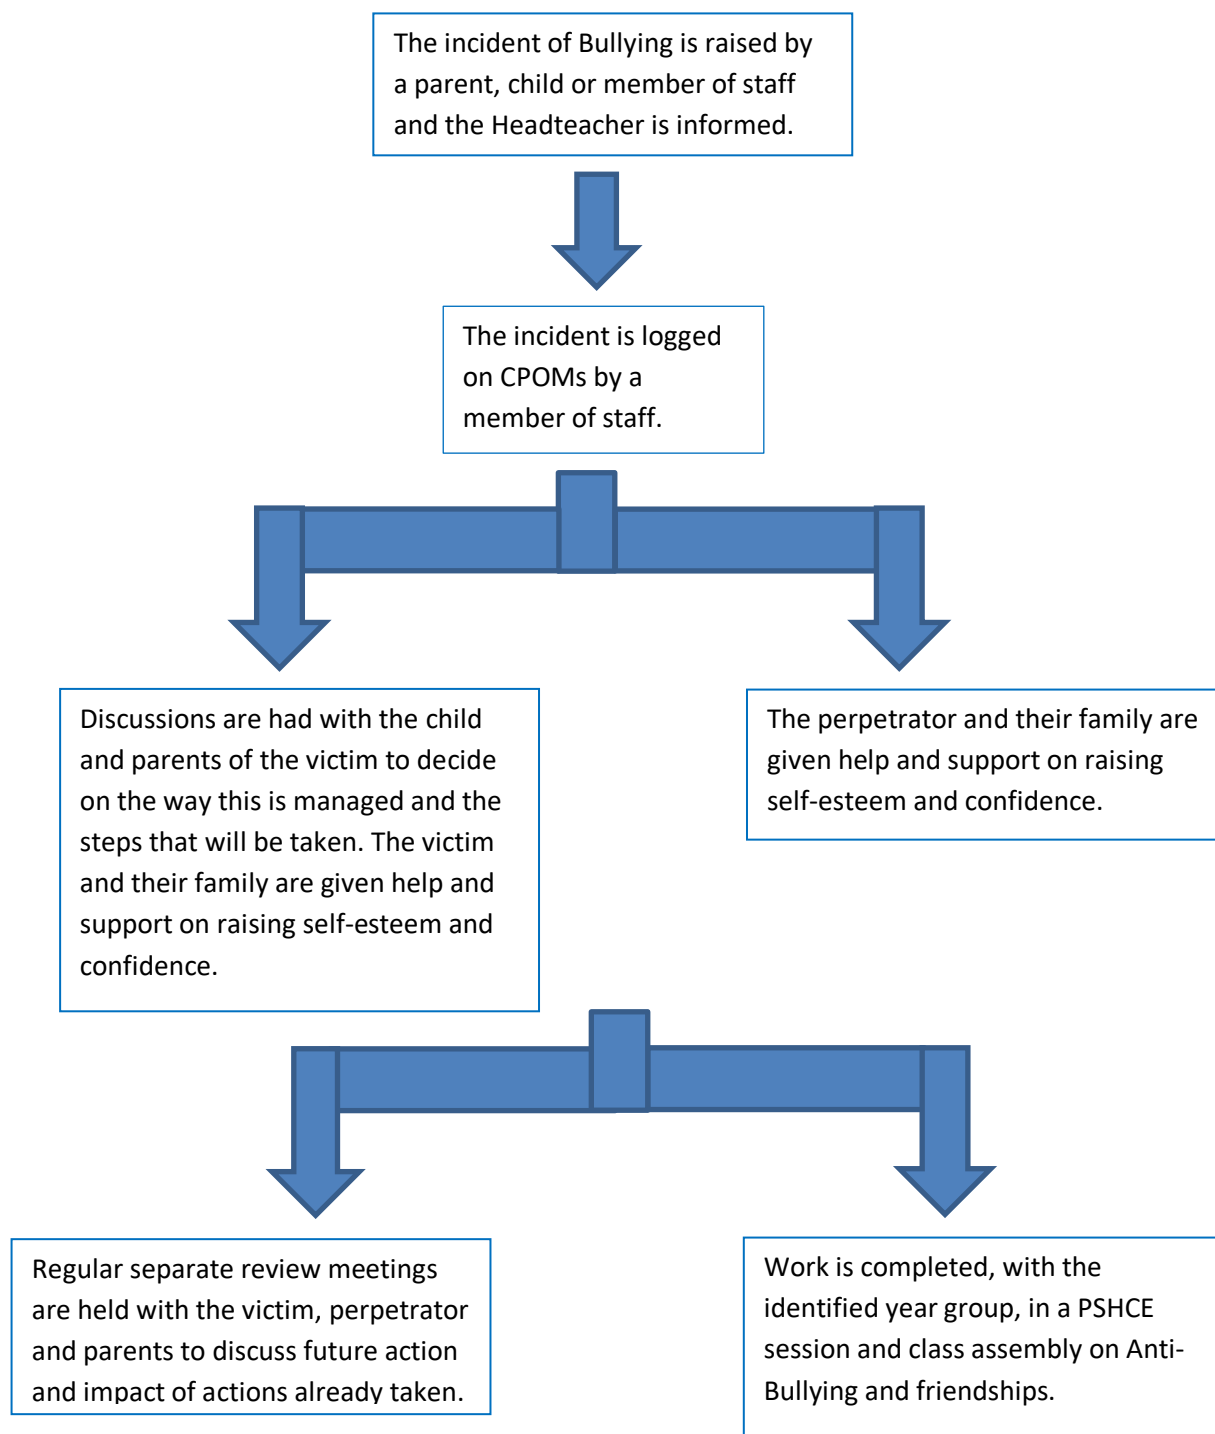 The incident of Bullying is raised by
a parent, child or member of staff
and the Headteacher is informed.
The incident is logged
on CPOMs by a
member of staff.
Discussions are had with the child
and parents of the victim to decide
on the way this is managed and the
steps that will be taken. The victim
and their family are given help and
support on raising self-esteem and
confidence.
The perpetrator and their family are
given help and support on raising
self-esteem and confidence.
Regular separate review meetings
are held with the victim, perpetrator
and parents to discuss future action
and impact of actions already taken.
Work is completed, with the
identified year group, in a PSHCE
session and class assembly on Anti-
Bullying and friendships.